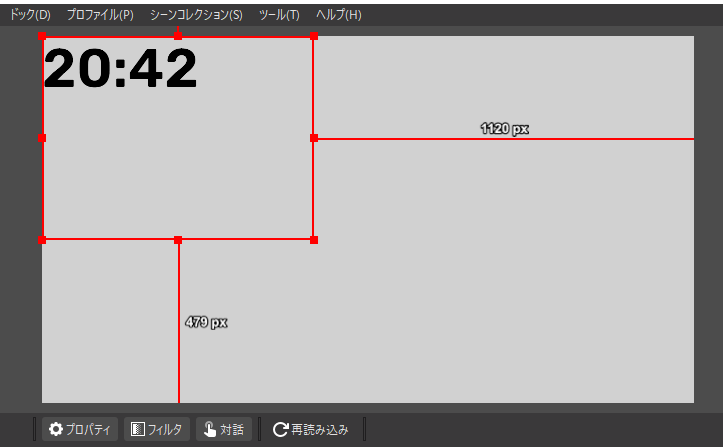 ドック(D) プロファイル(P) シーンコレクション(S) ツール(T) ヘルプ(H)
20:42
1120 px
479 px
プロパティ フィルタ 対話 再読み込み